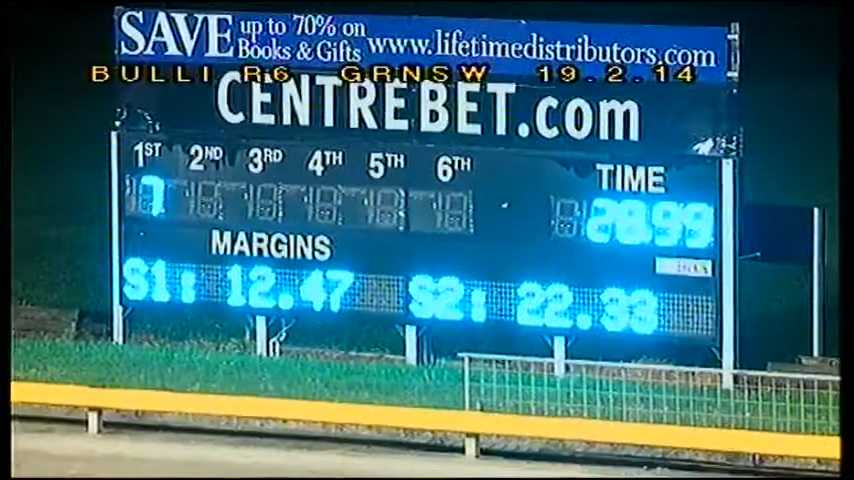 SAVE up to 70% on Books & Gifts www.lifetimedistributors.com
BULLI R6 GRNSW 19.2.14
CENTREBET.com
1ST 2ND 3RD 4TH 5TH 6TH TIME
7 28.99
MARGINS
S1: 12.47 S2: 22.33